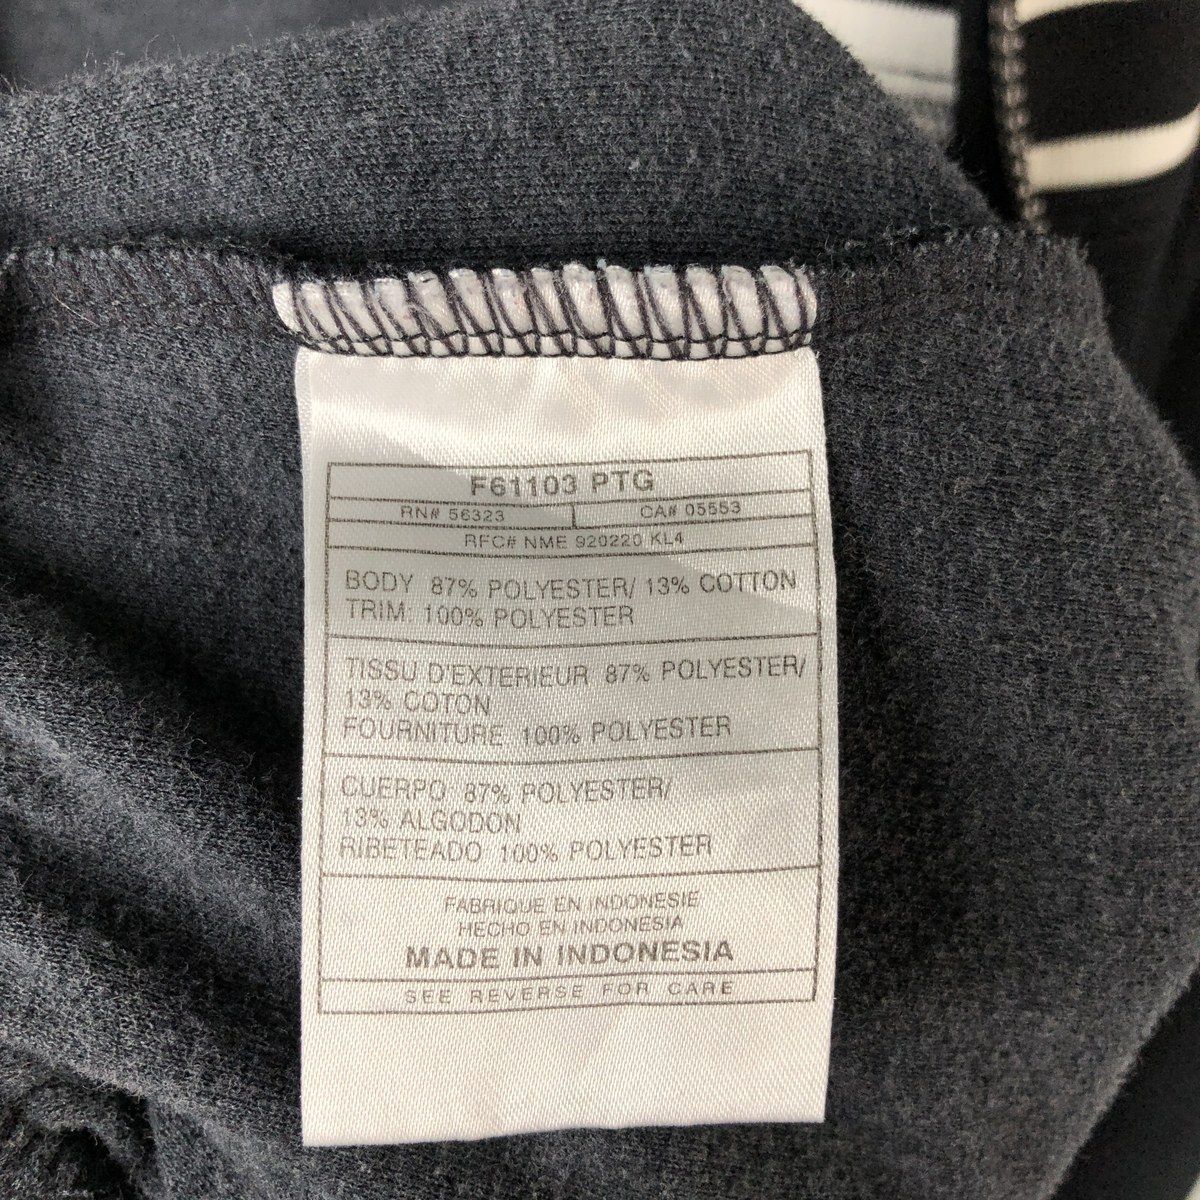 F61103 PTG
RN# 56323 CA# 05553
RFC# NME 920220 KL4
BODY 87% POLYESTER/ 13% COTTON
TRIM: 100% POLYESTER
TISSU D'EXTERIEUR 87% POLYESTER/
13% COTON
FOURNITURE 100% POLYESTER
CUERPO 87% POLYESTER/
13% ALGODON
RIBETEADO 100% POLYESTER
FABRIQUE EN INDONESIE
HECHO EN INDONESIA
MADE IN INDONESIA
SEE REVERSE FOR CARE